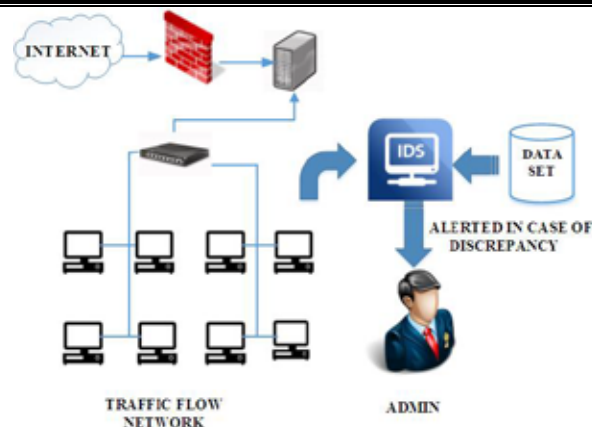 INTERNET
IDS
DATA
SET
ALERTED IN CASE OF
DISCREPANCY
TRAFFIC FLOW
NETWORK
ADMIN